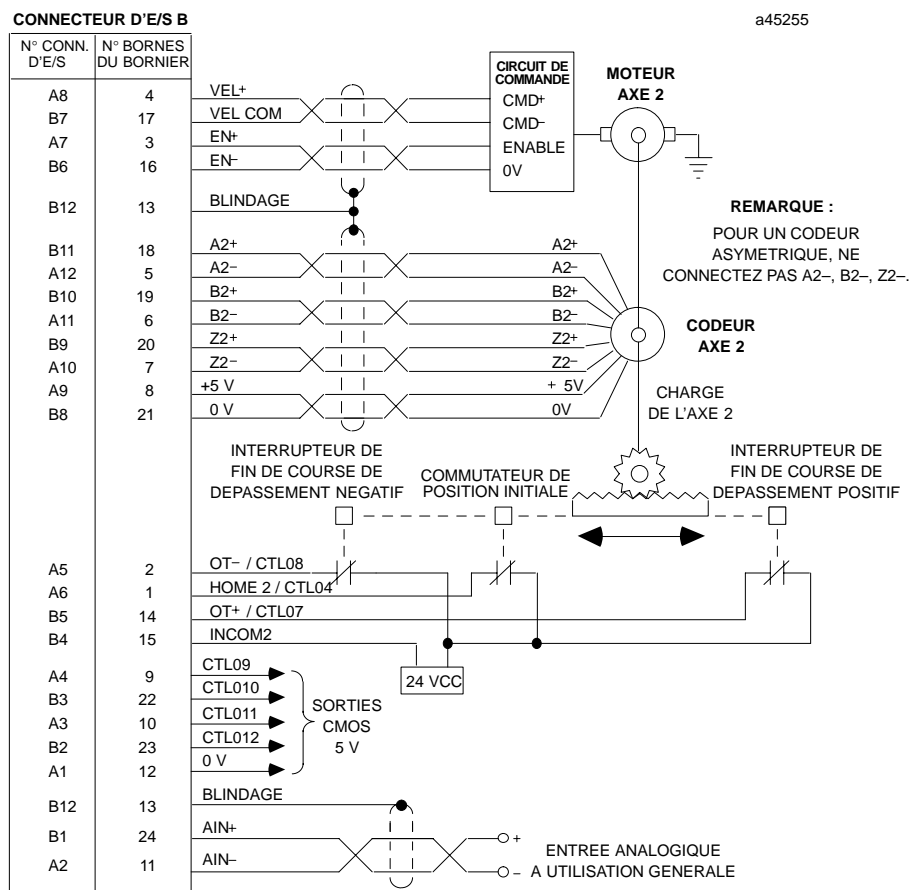 CONNECTEUR D'E/S B
a45255
N° CONN. D'E/S
N° BORNES DU BORNIER
A8 4 VEL+
B7 17 VEL COM
A7 3 EN+
B6 16 EN–
B12 13 BLINDAGE
CIRCUIT DE
COMMANDE
CMD+
CMD–
ENABLE
0V
MOTEUR
AXE 2
REMARQUE :
POUR UN CODEUR
ASYMETRIQUE, NE
CONNECTEZ PAS A2–, B2–, Z2–.
B11 18 A2+ A2+
A12 5 A2– A2–
B10 19 B2+ B2+
A11 6 B2– B2–
B9 20 Z2+ Z2+
A10 7 Z2– Z2–
A9 8 +5 V + 5V
B8 21 0 V 0V
CODEUR
AXE 2
CHARGE
DE L'AXE 2
INTERRUPTEUR DE
FIN DE COURSE DE
DEPASSEMENT NEGATIF
COMMUTATEUR DE
POSITION INITIALE
INTERRUPTEUR DE
FIN DE COURSE DE
DEPASSEMENT POSITIF
A5 2 OT– / CTL08
A6 1 HOME 2 / CTL04
B5 14 OT+ / CTL07
B4 15 INCOM2
24 VCC
A4 9 CTL09
B3 22 CTL010
A3 10 CTL011
B2 23 CTL012
A1 12 0 V
SORTIES
CMOS
5 V
B12 13 BLINDAGE
B1 24 AIN+ +
A2 11 AIN– –
ENTREE ANALOGIQUE
A UTILISATION GENERALE